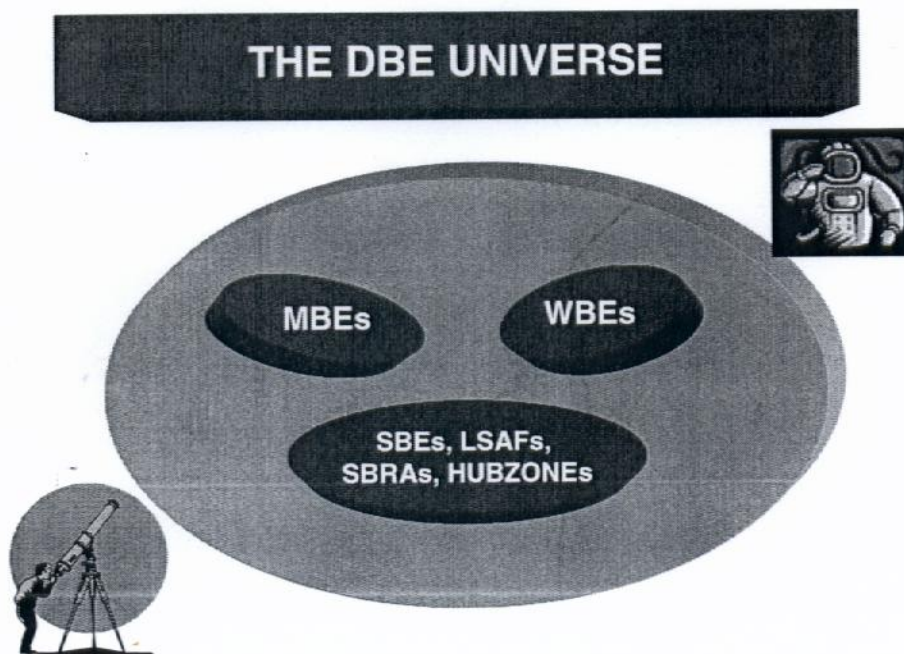 THE DBE UNIVERSE
MBEs
WBEs
SBEs, LSAFs,
SBRAs, HUBZONEs